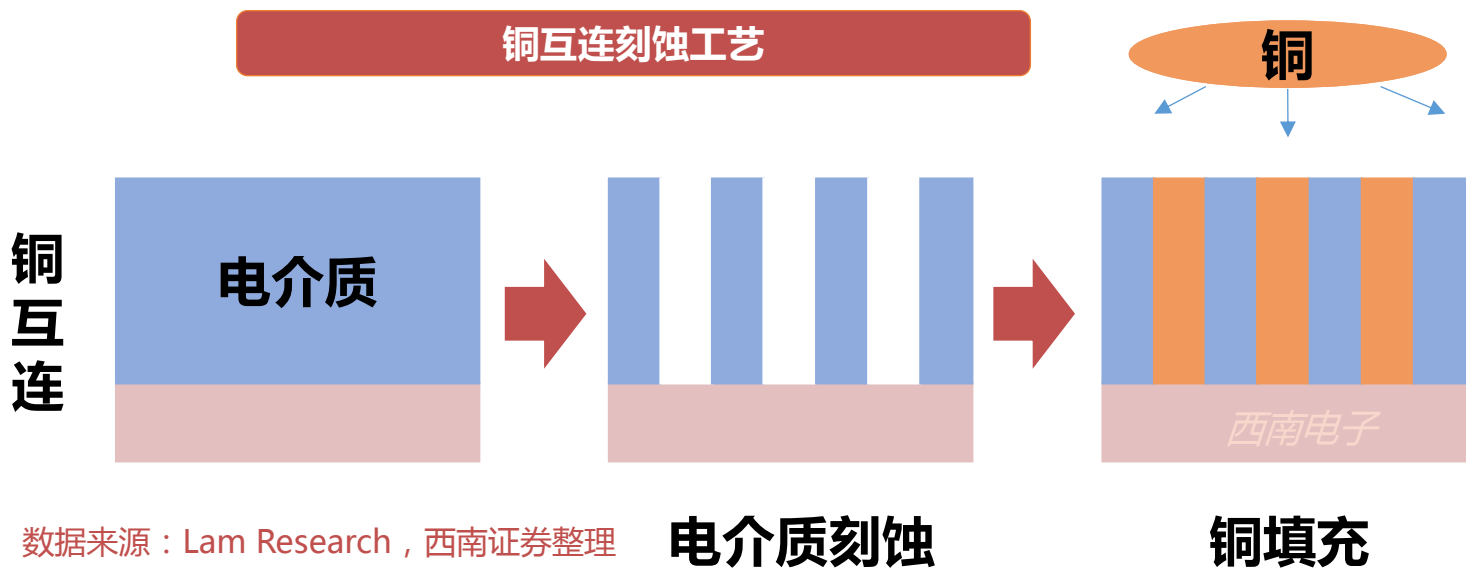 铜互连刻蚀工艺
铜
铜互连
电介质
西南电子
电介质刻蚀
铜填充
数据来源：Lam Research，西南证券整理